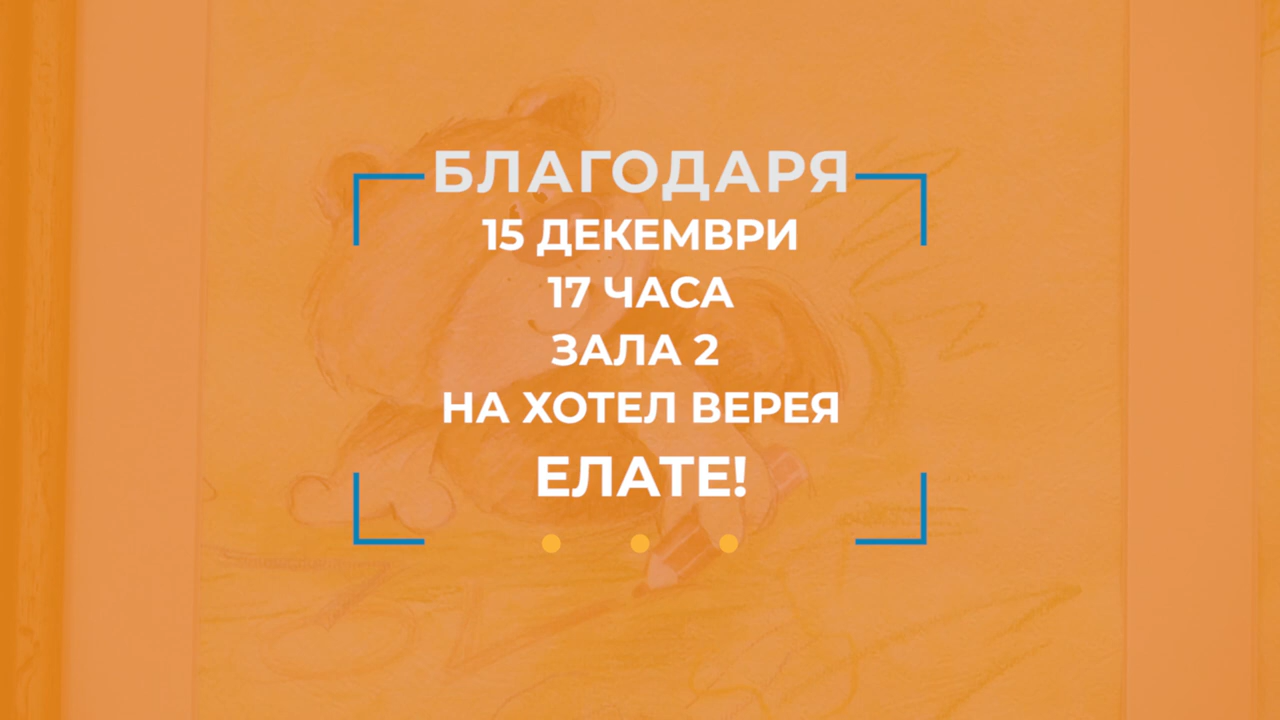 БЛАГОДАРЯ
15 ДЕКЕМВРИ
17 ЧАСА
ЗАЛА 2
НА ХОТЕЛ ВЕРЕЯ
ЕЛАТЕ!